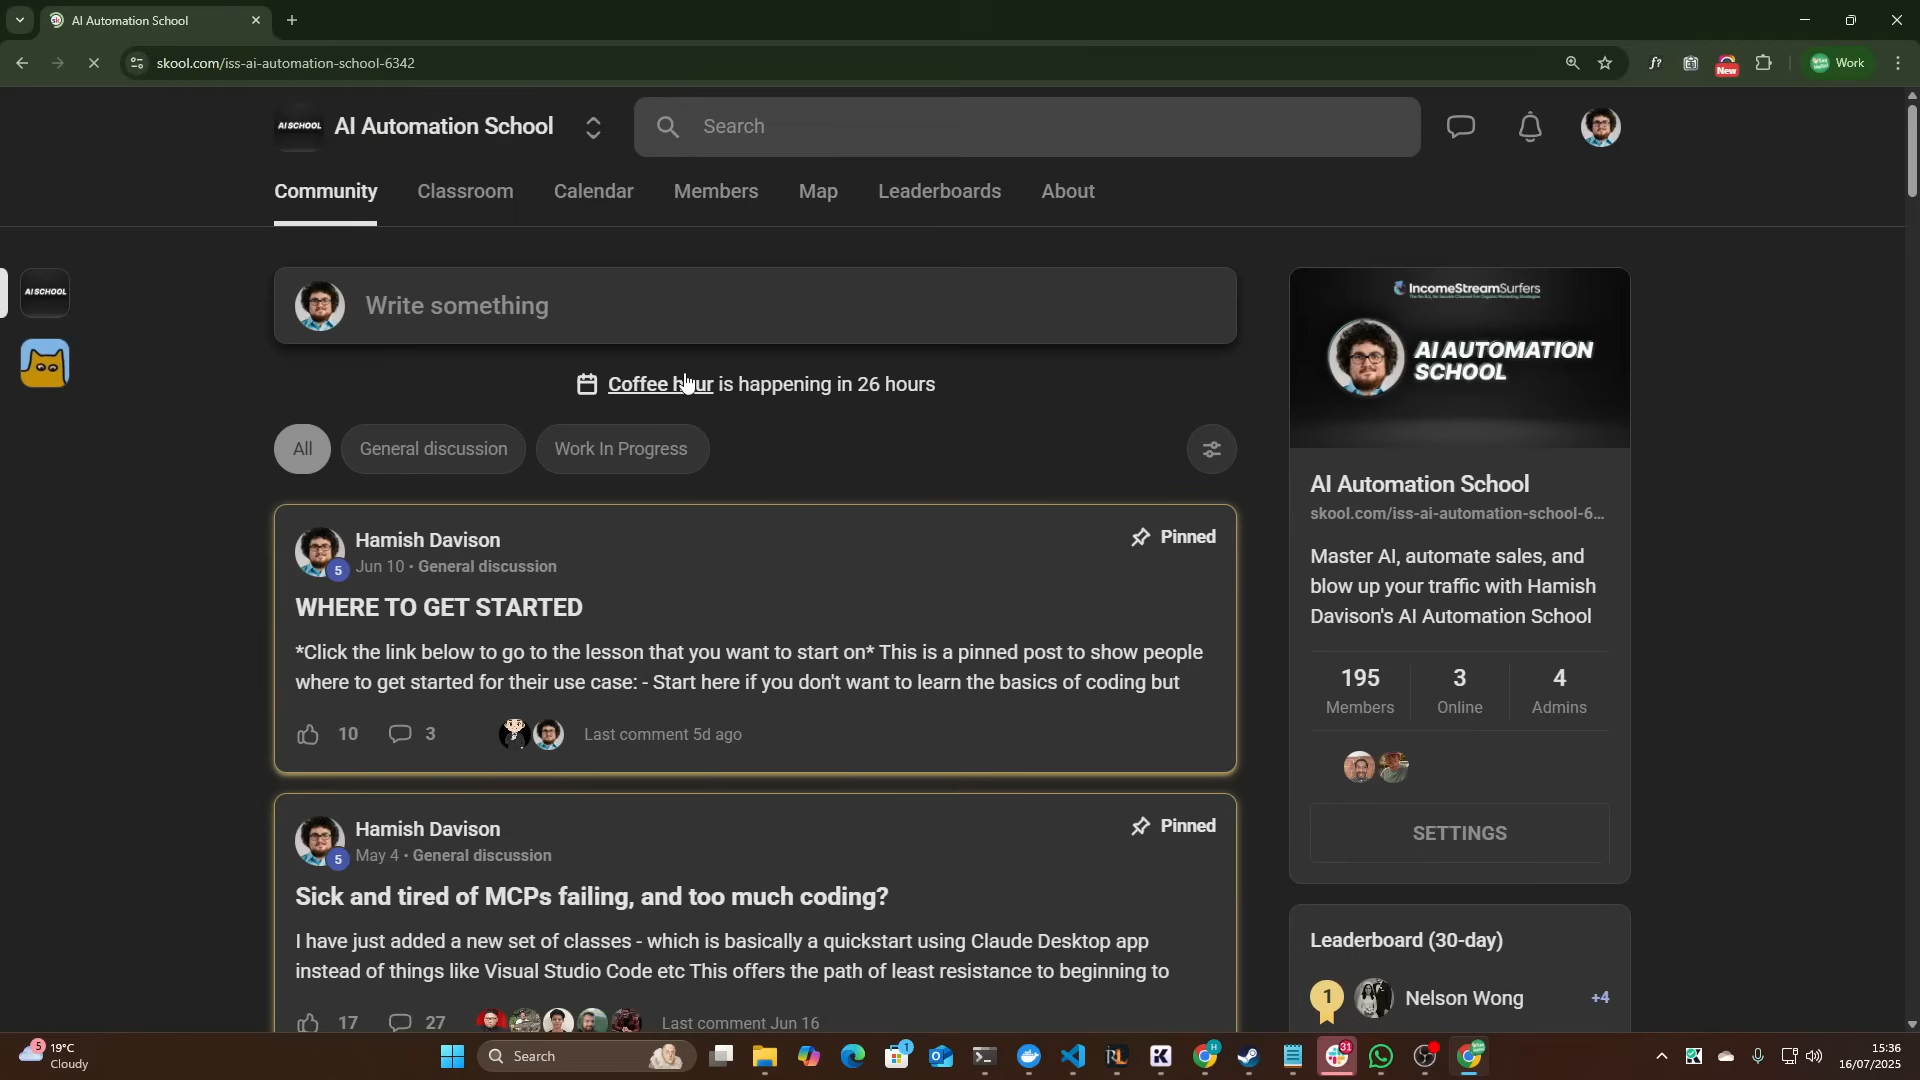 AI Automation School
skool.com/iss-ai-automation-school-6342
f?
New
Work
AI SCHOOL
AI Automation School
Search
Community
Classroom
Calendar
Members
Map
Leaderboards
About
AI SCHOOL
Write something
Coffee hour is happening in 26 hours
All
General discussion
Work In Progress
Hamish Davison
5
Jun 10 • General discussion
Pinned
WHERE TO GET STARTED
*Click the link below to go to the lesson that you want to start on* This is a pinned post to show people
where to get started for their use case: - Start here if you don't want to learn the basics of coding but
10
3
Last comment 5d ago
Hamish Davison
5
May 4 • General discussion
Pinned
Sick and tired of MCPs failing, and too much coding?
I have just added a new set of classes - which is basically a quickstart using Claude Desktop app
instead of things like Visual Studio Code etc This offers the path of least resistance to beginning to
17
27
Last comment Jun 16
IncomeStreamSurfers
AI AUTOMATION
SCHOOL
AI Automation School
skool.com/iss-ai-automation-school-6...
Master AI, automate sales, and
blow up your traffic with Hamish
Davison's AI Automation School
195
Members
3
Online
4
Admins
SETTINGS
Leaderboard (30-day)
1
Nelson Wong
+4
5
19°C
Cloudy
Search
1
RL
K
H
31
15:36
16/07/2025